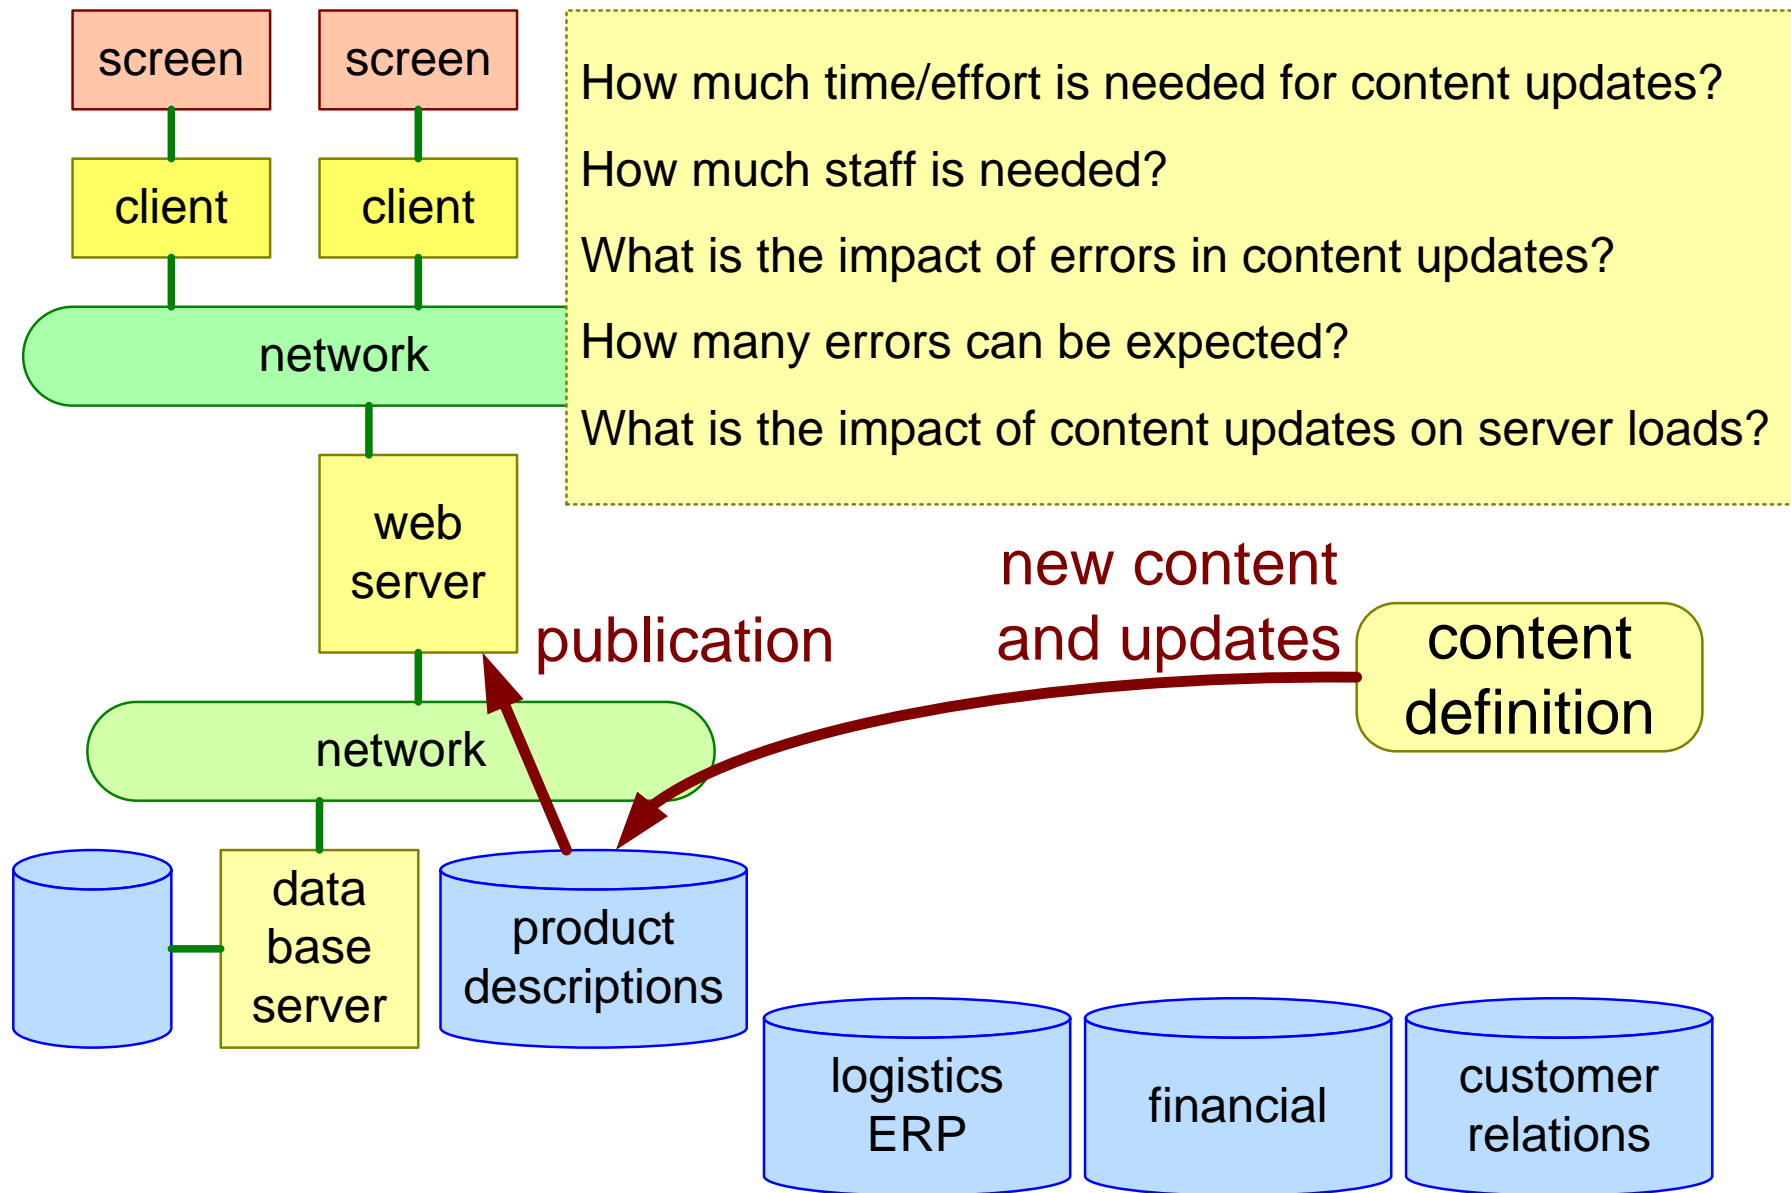 screen
screen
How much time/effort is needed for content updates?
How much staff is needed?
What is the impact of errors in content updates?
How many errors can be expected?
What is the impact of content updates on server loads?
client
client
network
web
server
publication
new content
and updates
content
definition
network
data
base
server
product
descriptions
logistics
ERP
financial
customer
relations